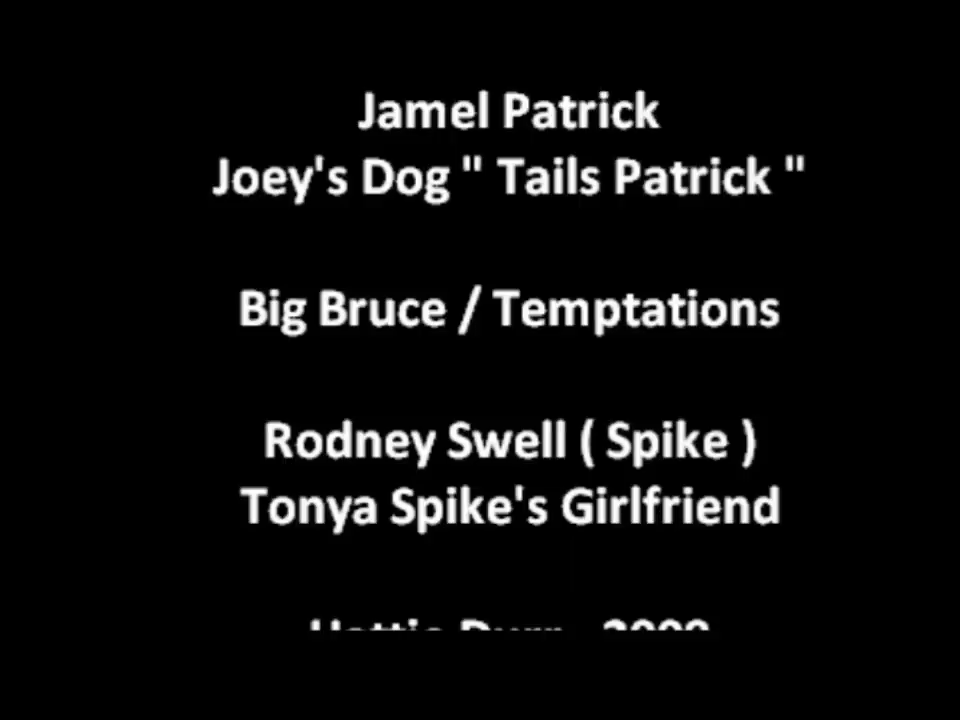 Jamel Patrick
Joey's Dog " Tails Patrick "
Big Bruce / Temptations
Rodney Swell ( Spike )
Tonya Spike's Girlfriend